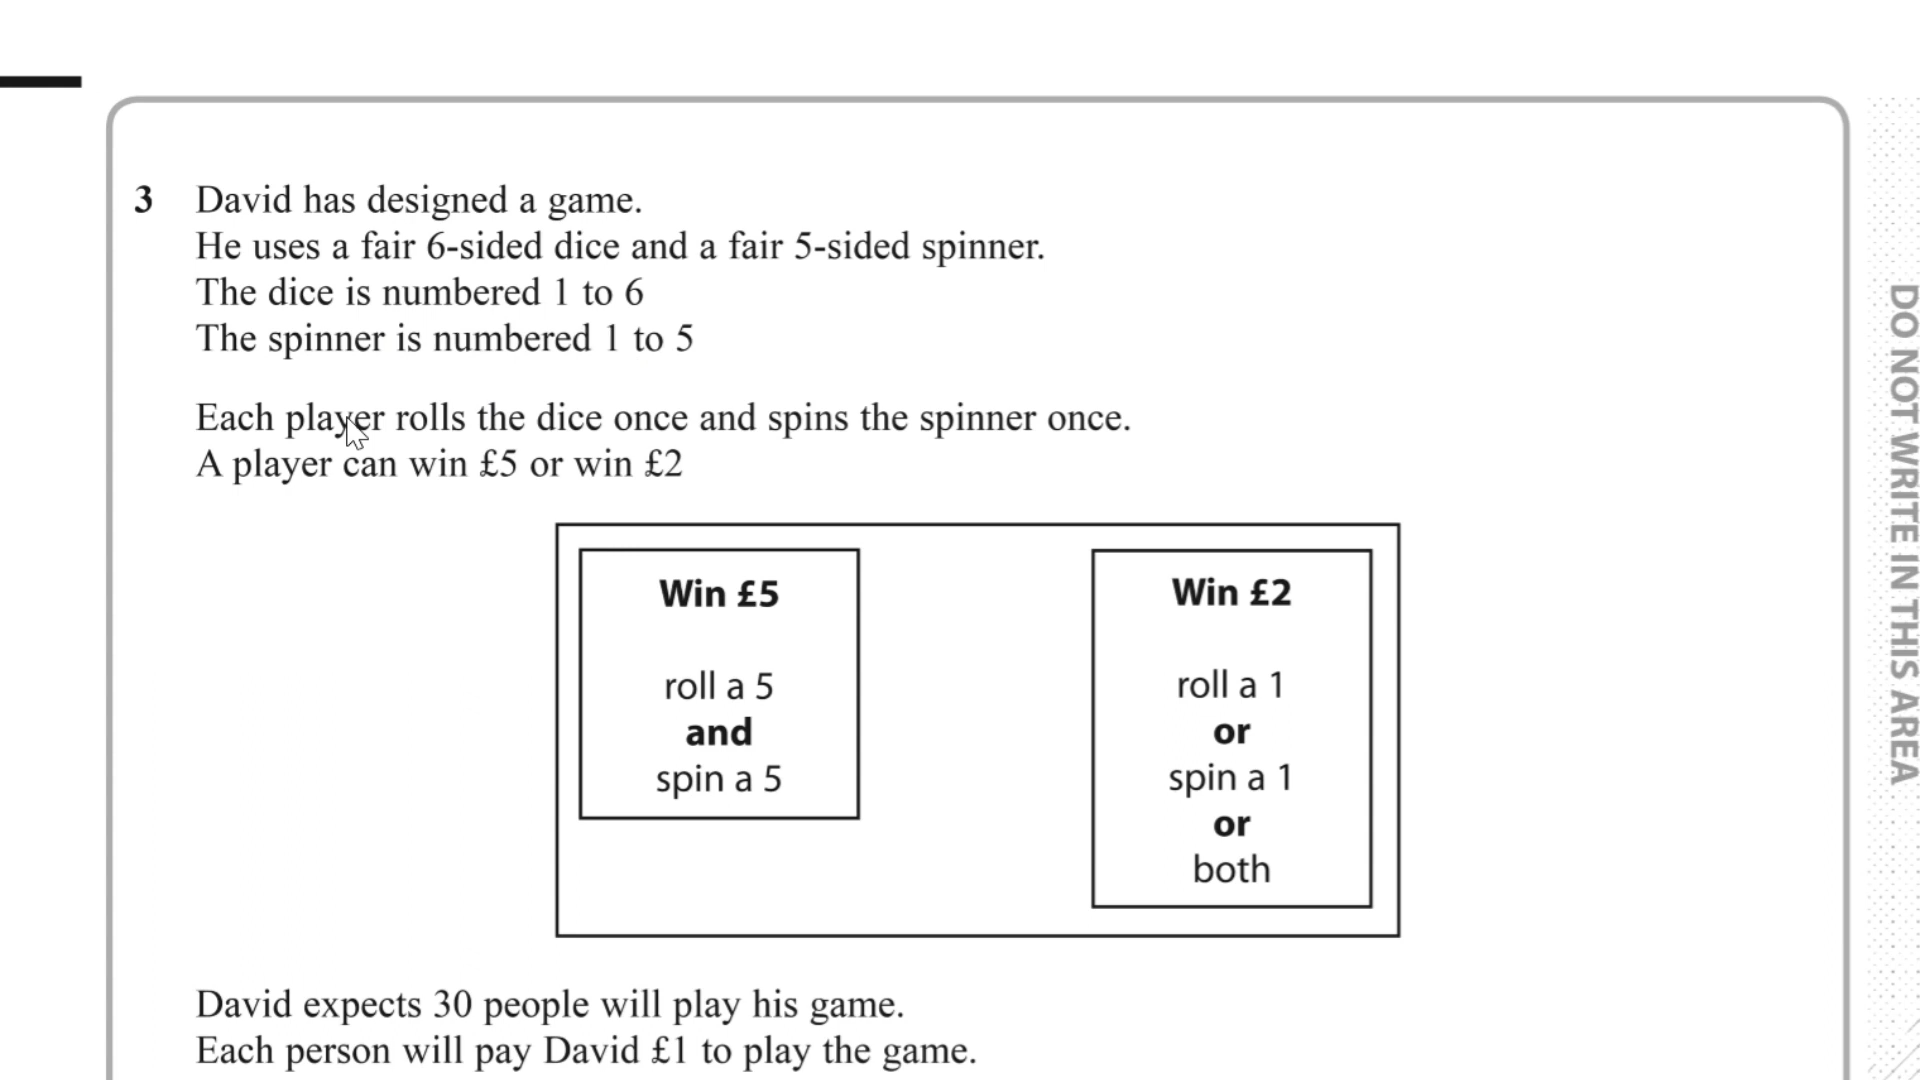 3 David has designed a game.
He uses a fair 6-sided dice and a fair 5-sided spinner.
The dice is numbered 1 to 6
The spinner is numbered 1 to 5
Each player rolls the dice once and spins the spinner once.
A player can win £5 or win £2
Win £5
roll a 5
and
spin a 5
Win £2
roll a 1
or
spin a 1
or
both
David expects 30 people will play his game.
Each person will pay David £1 to play the game.
DO NOT WRITE IN THIS AREA